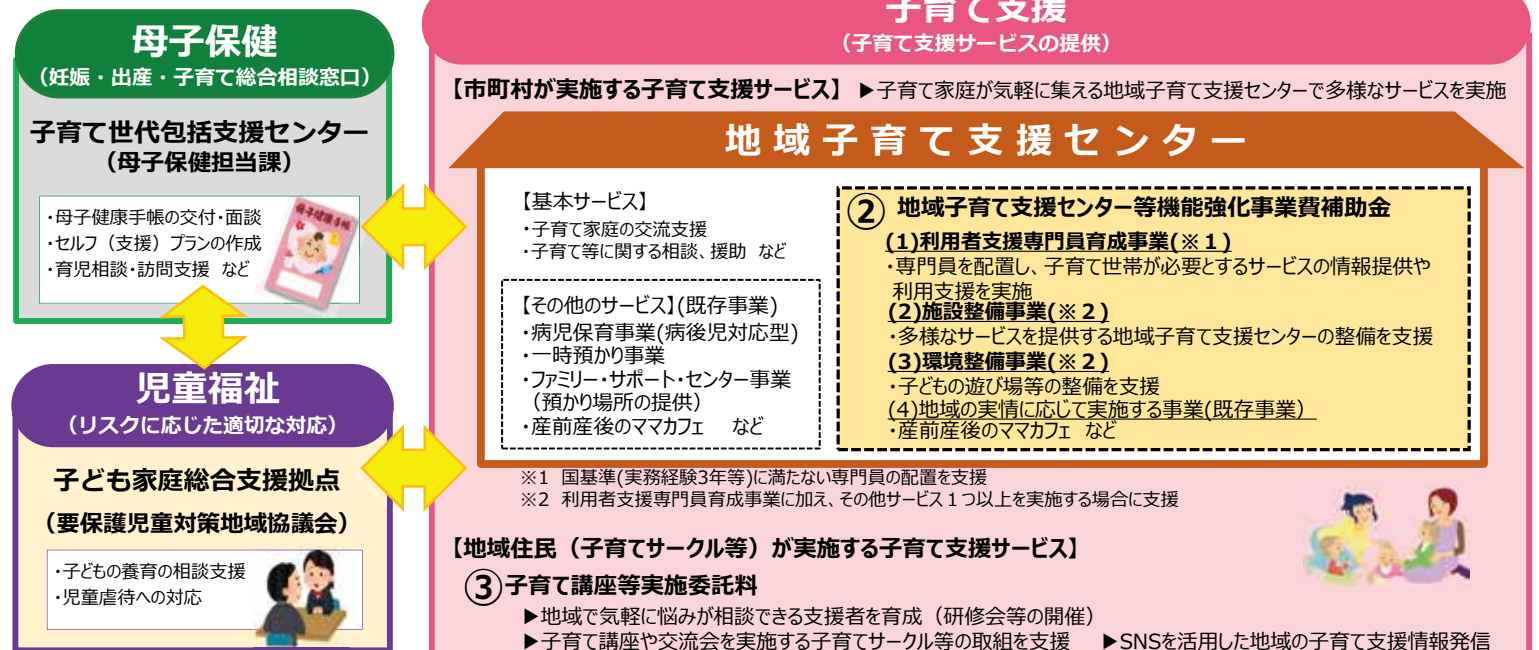 母子保健
（妊娠・出産・子育て総合相談窓口）
子育て世代包括支援センター
（母子保健担当課）
・母子健康手帳の交付・面談
・セルフ（支援）プランの作成
・育児相談・訪問支援　など
母子健康手帳
児童福祉
（リスクに応じた適切な対応）
子ども家庭総合支援拠点
（要保護児童対策地域協議会）
・子どもの養育の相談支援
・児童虐待への対応
子育て支援
（子育て支援サービスの提供）
【市町村が実施する子育て支援サービス】 ▶子育て家庭が気軽に集える地域子育て支援センターで多様なサービスを実施
地域子育て支援センター
【基本サービス】
・子育て家庭の交流支援
・子育て等に関する相談、援助　など
【その他のサービス】(既存事業)
・病児保育事業(病後児対応型)
・一時預かり事業
・ファミリー・サポート・センター事業
（預かり場所の提供）
・産前産後のママカフェ　など
② 地域子育て支援センター等機能強化事業費補助金
(1)利用者支援専門員育成事業(※１)
・専門員を配置し、子育て世帯が必要とするサービスの情報提供や
利用支援を実施
(2)施設整備事業(※２)
・多様なサービスを提供する地域子育て支援センターの整備を支援
(3)環境整備事業(※２)
・子どもの遊び場等の整備を支援
(4)地域の実情に応じて実施する事業(既存事業）
・産前産後のママカフェ　など
※1　国基準(実務経験3年等)に満たない専門員の配置を支援
※2　利用者支援専門員育成事業に加え、その他サービス１つ以上を実施する場合に支援
【地域住民（子育てサークル等）が実施する子育て支援サービス】
③子育て講座等実施委託料
▶地域で気軽に悩みが相談できる支援者を育成（研修会等の開催）
▶子育て講座や交流会を実施する子育てサークル等の取組を支援　▶SNSを活用した地域の子育て支援情報発信